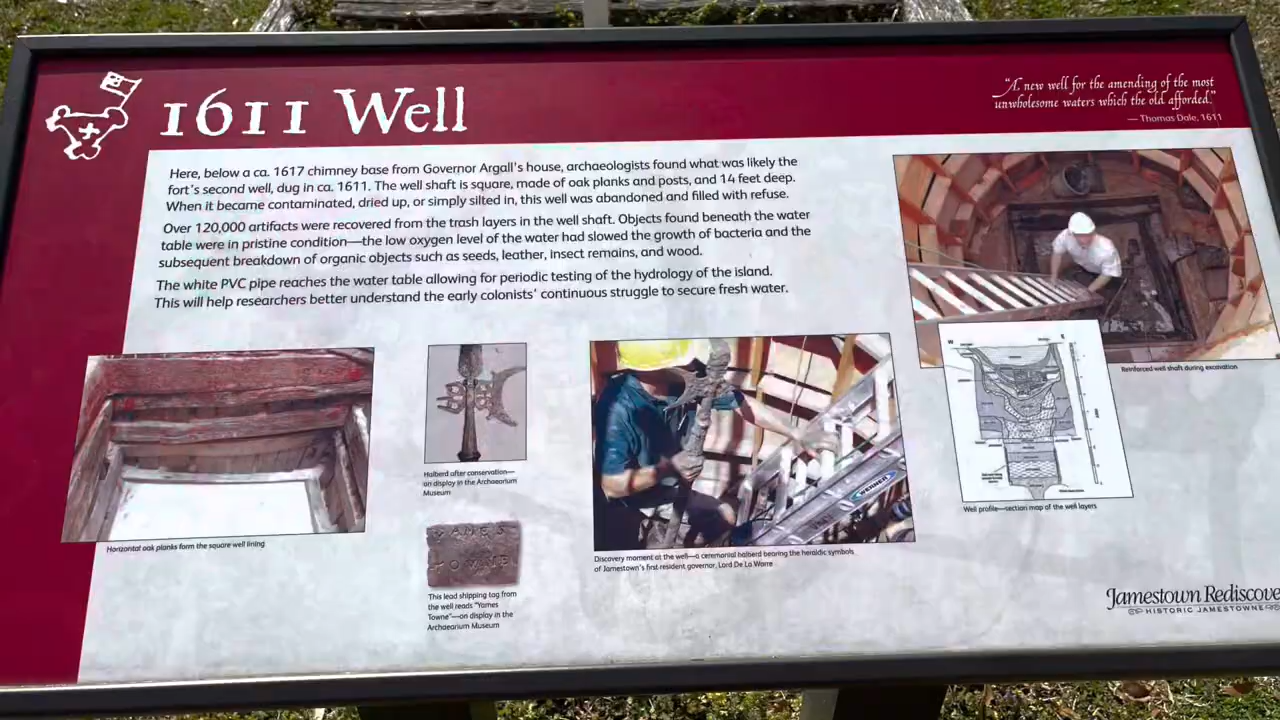 1611 Well
"A new well for the amending of the most
unwholesome waters which the old afforded."
— Thomas Dale, 1611
Here, below a ca. 1617 chimney base from Governor Argall's house, archaeologists found what was likely the
fort's second well, dug in ca. 1611. The well shaft is square, made of oak planks and posts, and 14 feet deep.
When it became contaminated, dried up, or simply silted in, this well was abandoned and filled with refuse.
Over 120,000 artifacts were recovered from the trash layers in the well shaft. Objects found beneath the water
table were in pristine condition—the low oxygen level of the water had slowed the growth of bacteria and the
subsequent breakdown of organic objects such as seeds, leather, insect remains, and wood.
The white PVC pipe reaches the water table allowing for periodic testing of the hydrology of the island.
This will help researchers better understand the early colonists' continuous struggle to secure fresh water.
Reinforced well shaft during excavation
Horizontal oak planks form the square well lining
Halberd after conservation—
on display in the Archaearium
Museum
YAMES
TOWNE
This lead shipping tag from
the well reads "Yames
Towne"—on display in the
Archaearium Museum
WERNER
Discovery moment at the well—a ceremonial halberd bearing the heraldic symbols
of Jamestown's first resident governor, Lord De La Warre
W
E
Well profile—section map of the well layers
Jamestown Rediscove
HISTORIC JAMESTOWNE